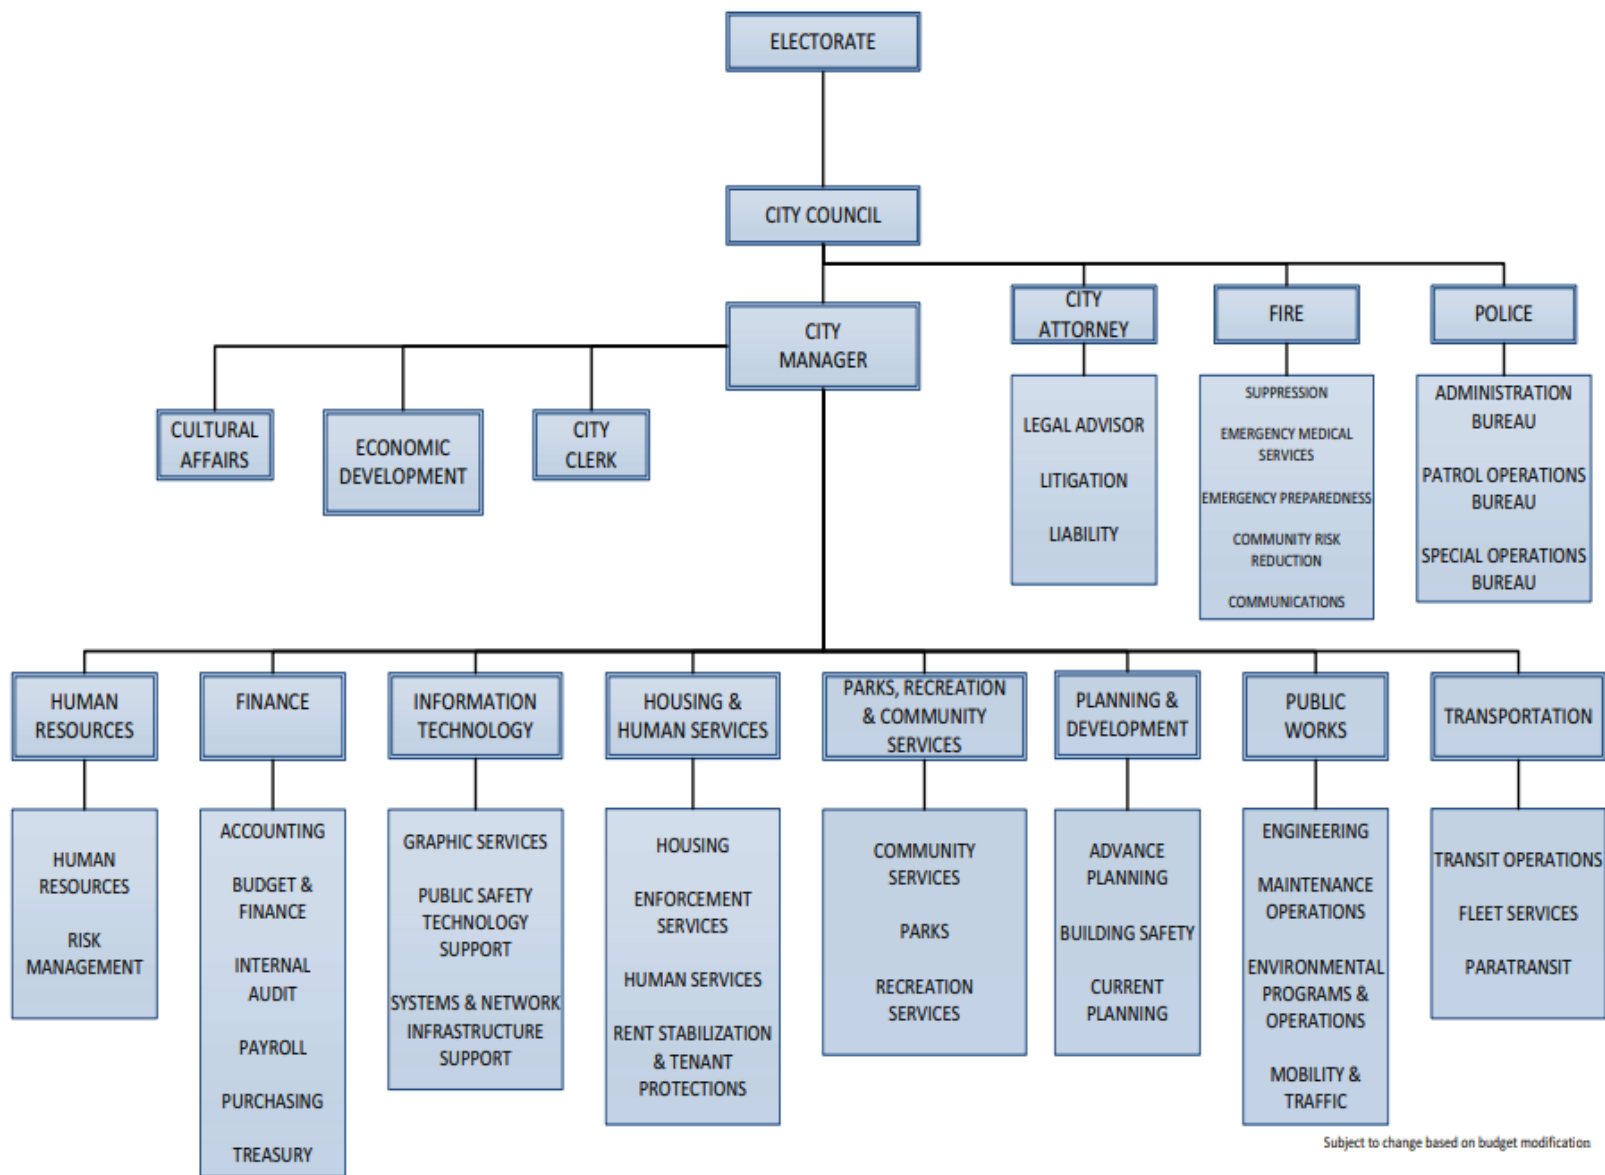 ELECTORATE
CITY COUNCIL
CITY
MANAGER
CITY
ATTORNEY
FIRE
POLICE
CULTURAL
AFFAIRS
ECONOMIC
DEVELOPMENT
CITY
CLERK
LEGAL ADVISOR
LITIGATION
LIABILITY
SUPPRESSION
EMERGENCY MEDICAL
SERVICES
EMERGENCY PREPAREDNESS
COMMUNITY RISK
REDUCTION
COMMUNICATIONS
ADMINISTRATION
BUREAU
PATROL OPERATIONS
BUREAU
SPECIAL OPERATIONS
BUREAU
HUMAN
RESOURCES
FINANCE
INFORMATION
TECHNOLOGY
HOUSING &
HUMAN SERVICES
PARKS, RECREATION
& COMMUNITY
SERVICES
PLANNING &
DEVELOPMENT
PUBLIC
WORKS
TRANSPORTATION
HUMAN
RESOURCES
RISK
MANAGEMENT
ACCOUNTING
BUDGET &
FINANCE
INTERNAL
AUDIT
PAYROLL
PURCHASING
TREASURY
GRAPHIC SERVICES
PUBLIC SAFETY
TECHNOLOGY
SUPPORT
SYSTEMS & NETWORK
INFRASTRUCTURE
SUPPORT
HOUSING
ENFORCEMENT
SERVICES
HUMAN SERVICES
RENT STABILIZATION
& TENANT
PROTECTIONS
COMMUNITY
SERVICES
PARKS
RECREATION
SERVICES
ADVANCE
PLANNING
BUILDING SAFETY
CURRENT
PLANNING
ENGINEERING
MAINTENANCE
OPERATIONS
ENVIRONMENTAL
PROGRAMS &
OPERATIONS
MOBILITY &
TRAFFIC
TRANSIT OPERATIONS
FLEET SERVICES
PARATRANSIT
Subject to change based on budget modification